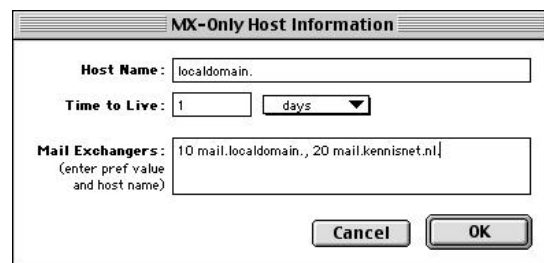 MX-Only Host Information
Host Name: localdomain.
Time to Live: 1 days
Mail Exchangers: 10 mail.localdomain., 20 mail.kennisnet.nl.
(enter pref value
and host name)
Cancel OK